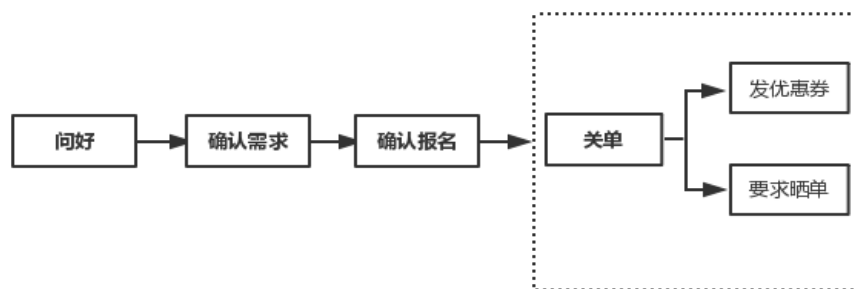 问好
确认需求
确认报名
关单
发优惠券
要求晒单